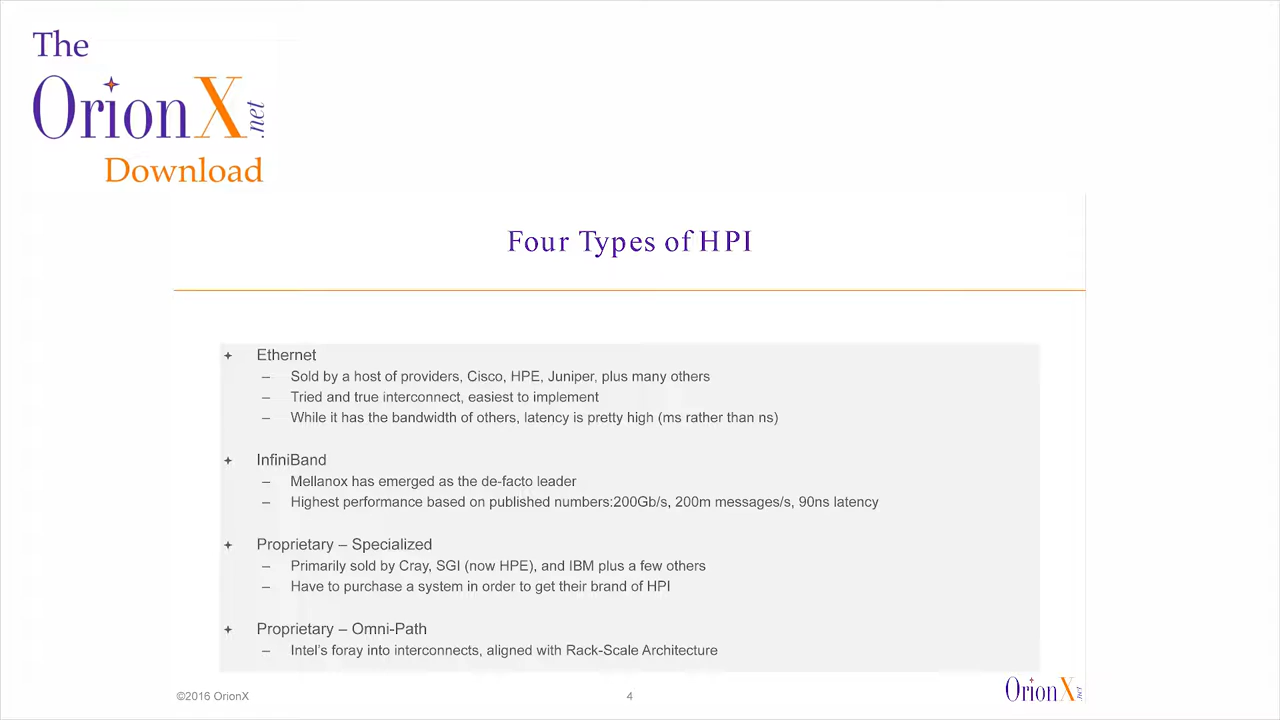 The
OrionX.net
Download
Four Types of HPI
Ethernet
– Sold by a host of providers, Cisco, HPE, Juniper, plus many others
– Tried and true interconnect, easiest to implement
– While it has the bandwidth of others, latency is pretty high (ms rather than ns)
InfiniBand
– Mellanox has emerged as the de-facto leader
– Highest performance based on published numbers:200Gb/s, 200m messages/s, 90ns latency
Proprietary – Specialized
– Primarily sold by Cray, SGI (now HPE), and IBM plus a few others
– Have to purchase a system in order to get their brand of HPI
Proprietary – Omni-Path
– Intel's foray into interconnects, aligned with Rack-Scale Architecture
©2016 OrionX
4
OrionX.net